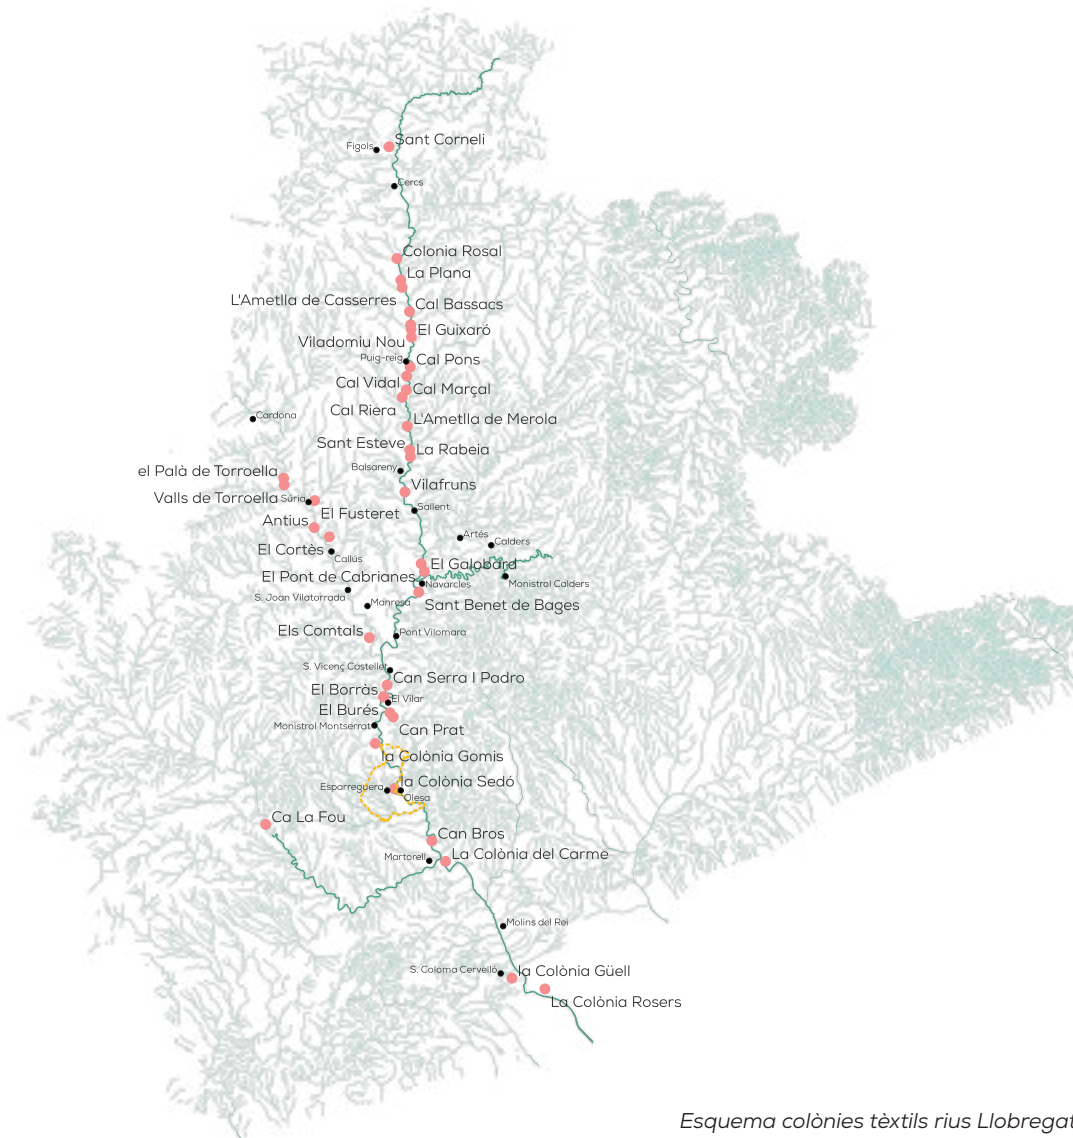 Sant Corneli
Figols
Cercs
Colonia Rosal
La Plana
L'Ametlla de Casserres
Cal Bassacs
El Guixaró
Viladomiu Nou
Puig-reig
Cal Pons
Cal Vidal
Cal Marçal
Cal Riera
Cardona
L'Ametlla de Merola
Sant Esteve
La Rabeia
Balsareny
el Palà de Torroella
Vilafruns
Valls de Torroella
Súria
Sallent
El Fusteret
Antius
Artés
Calders
El Cortès
Callús
El Galobard
El Pont de Cabrianes
Navarcles
Monistrol Calders
S. Joan Vilatorrada
Manresa
Sant Benet de Bages
Els Comtals
Pont Vilomara
S. Vicenç Castellet
Can Serra I Padro
El Borràs
El Vilar
El Burés
Monistrol Montserrat
Can Prat
la Colònia Gomis
la Colònia Sedó
Esparreguera
Olesa
Ca La Fou
Can Bros
Martorell
La Colònia del Carme
Molins del Rei
S. Coloma Cervelló
la Colònia Güell
La Colònia Rosers
Esquema colònies tèxtils rius Llobregat